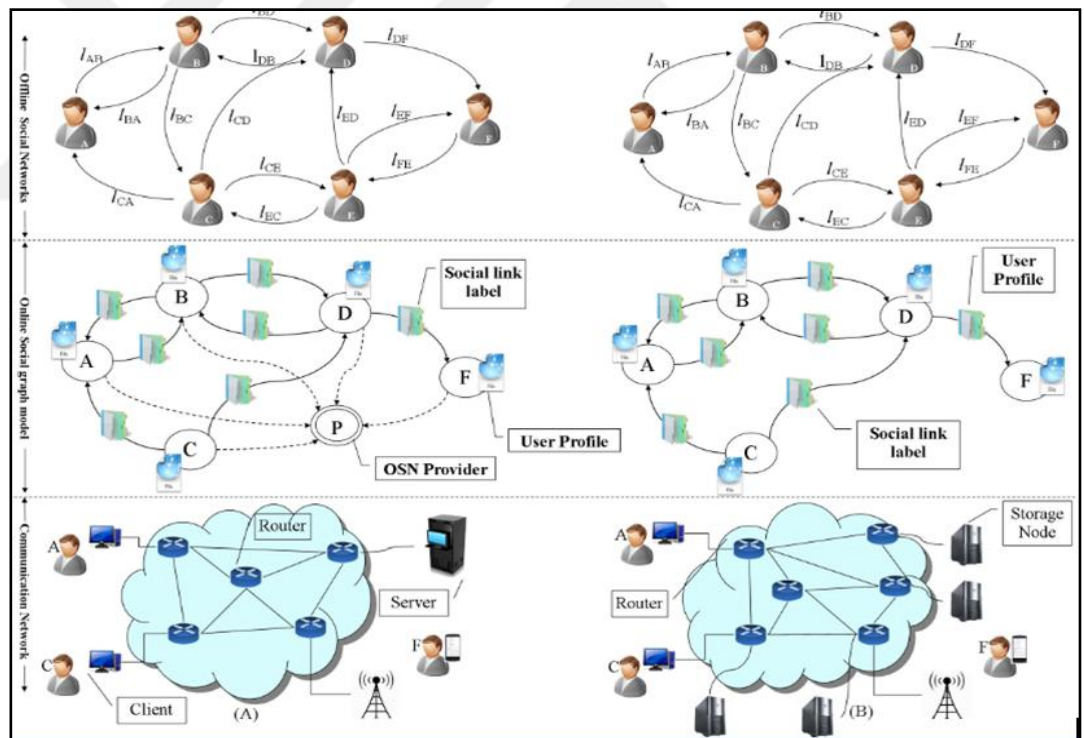 Offline Social Networks
l_BD
l_AB
l_DB
l_DF
l_BA
l_BC
l_CD
l_ED
l_EF
l_FE
l_CE
l_CA
l_EC
A
B
C
D
E
F
l_BD
l_AB
l_DB
l_DF
l_BA
l_BC
l_CD
l_ED
l_EF
l_FE
l_CE
l_CA
l_EC
A
B
C
D
E
F
Online Social graph model
Social link
label
B
D
A
F
P
C
User Profile
OSN Provider
User
Profile
B
D
A
F
C
Social link
label
Communication Network
Router
A
Server
F
C
Client
(A)
A
Storage
Node
Router
F
C
(B)